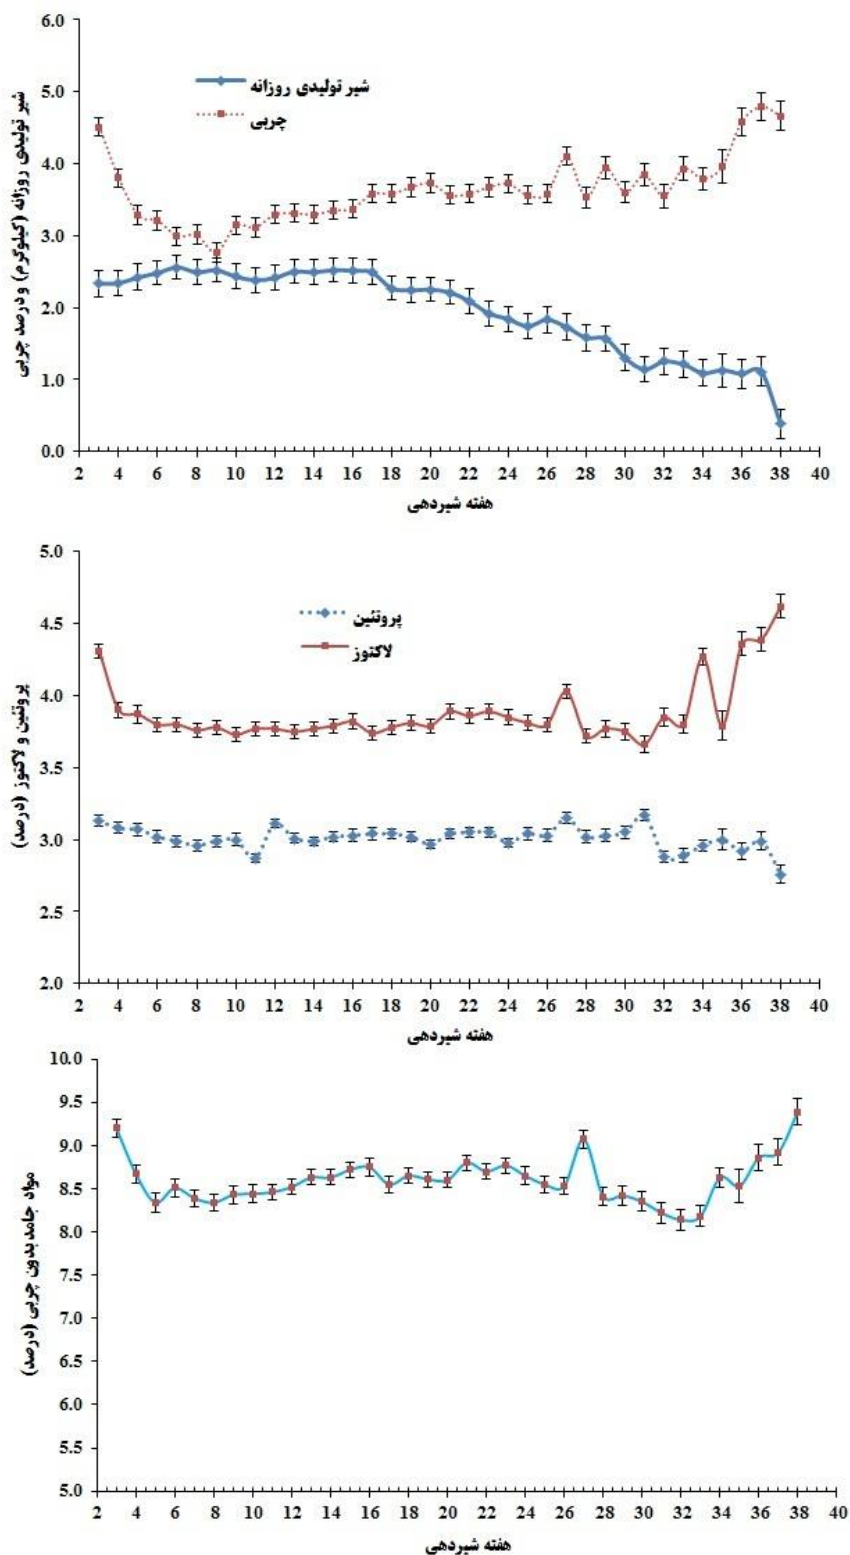 6.0
5.0
4.0
3.0
2.0
1.0
0.0
شیر تولیدی روزانه (کیلوگرم) و درصد چربی
شیر تولیدی روزانه
چربی
2 4 6 8 10 12 14 16 18 20 22 24 26 28 30 32 34 36 38 40
هفته شیردهی
5.0
4.5
4.0
3.5
3.0
2.5
2.0
پروتئین و لاکتوز (درصد)
پروتئین
لاکتوز
2 4 6 8 10 12 14 16 18 20 22 24 26 28 30 32 34 36 38 40
هفته شیردهی
10.0
9.5
9.0
8.5
8.0
7.5
7.0
6.5
6.0
5.5
5.0
مواد جامد بدون چربی (درصد)
2 4 6 8 10 12 14 16 18 20 22 24 26 28 30 32 34 36 38 40
هفته شیردهی